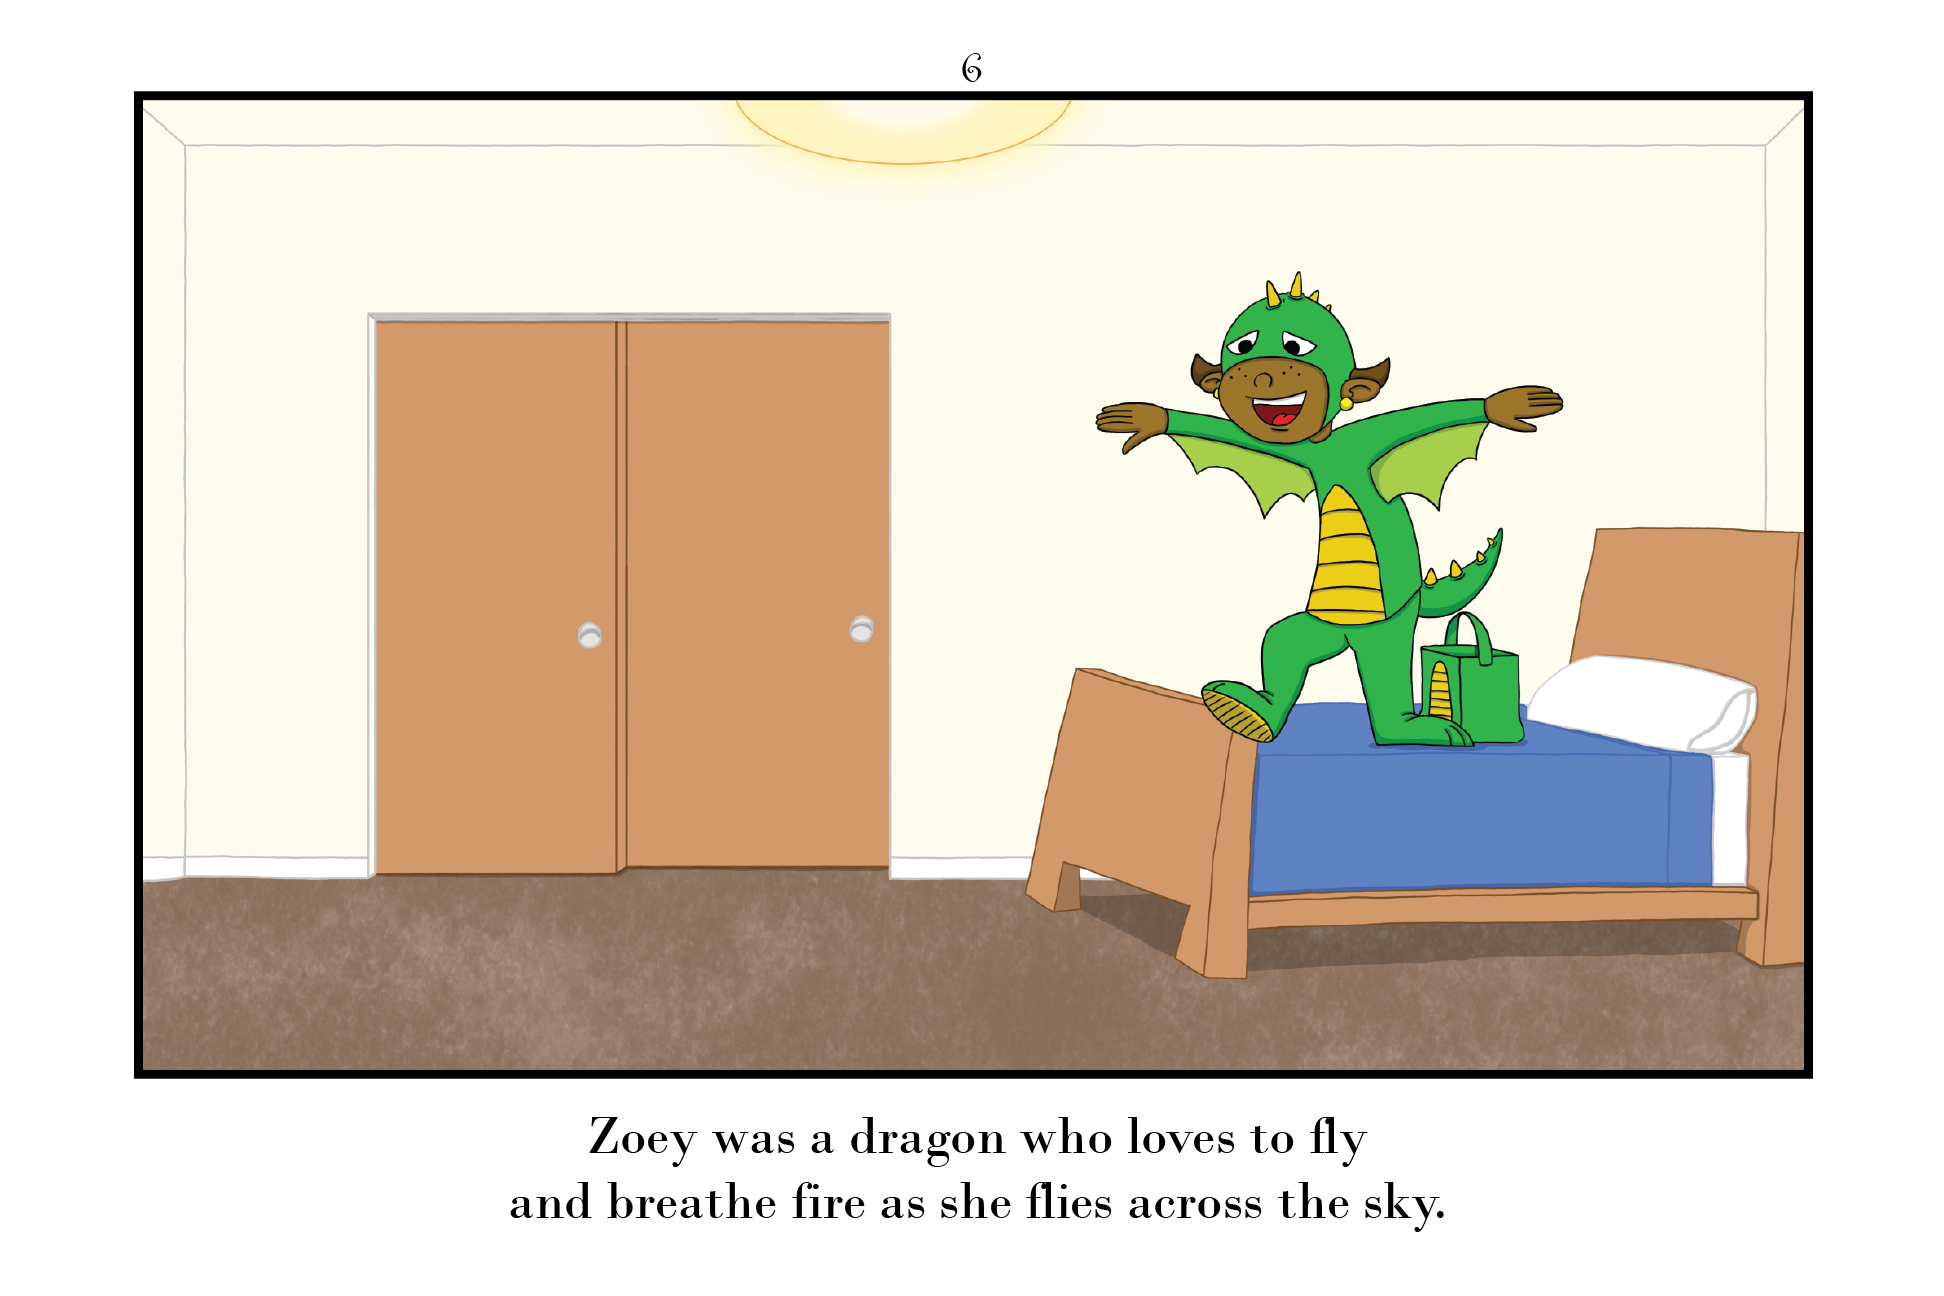 6
Zoey was a dragon who loves to fly
and breathe fire as she flies across the sky.